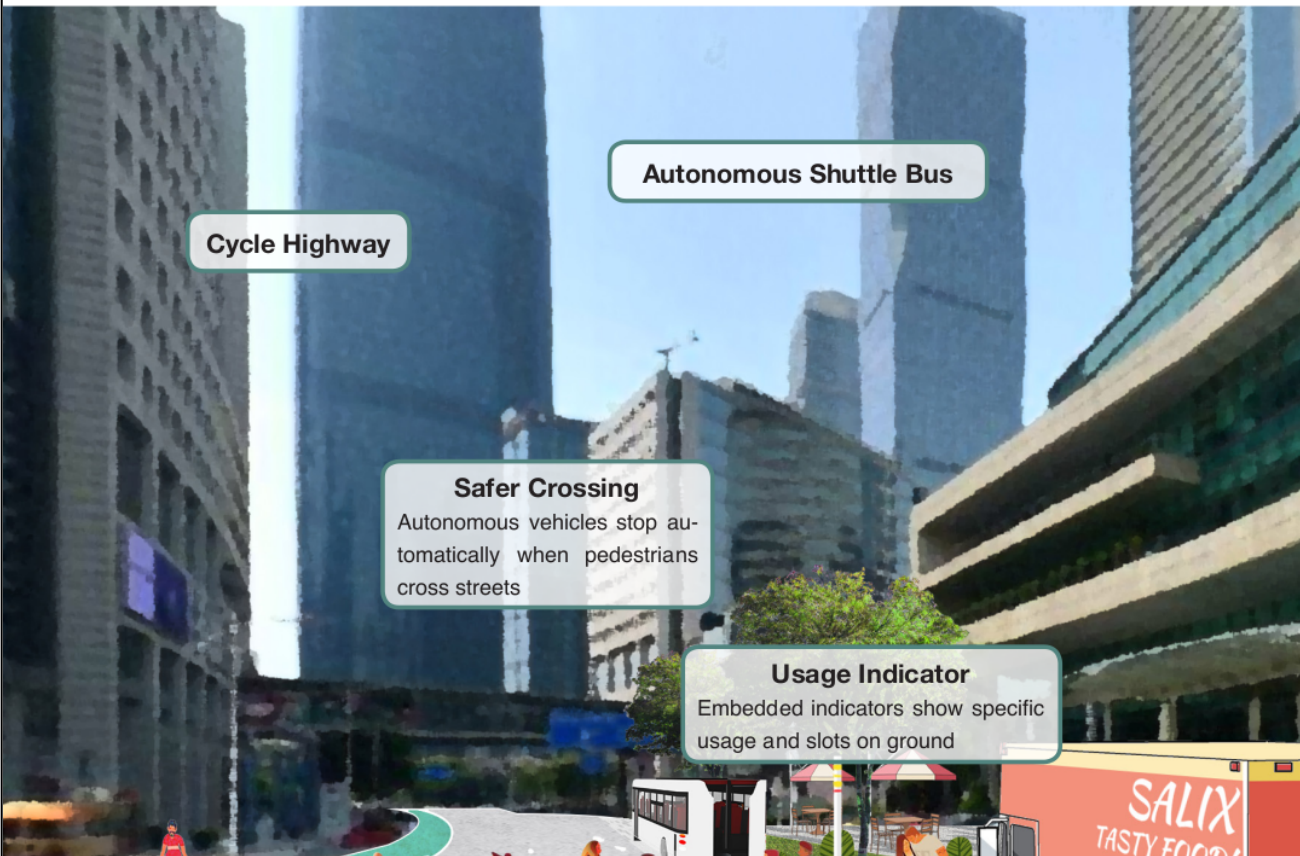 Autonomous Shuttle Bus
Cycle Highway
Safer Crossing
Autonomous vehicles stop au-
tomatically when pedestrians
cross streets
Usage Indicator
Embedded indicators show specific
usage and slots on ground
SALIX
TASTY FOOD!